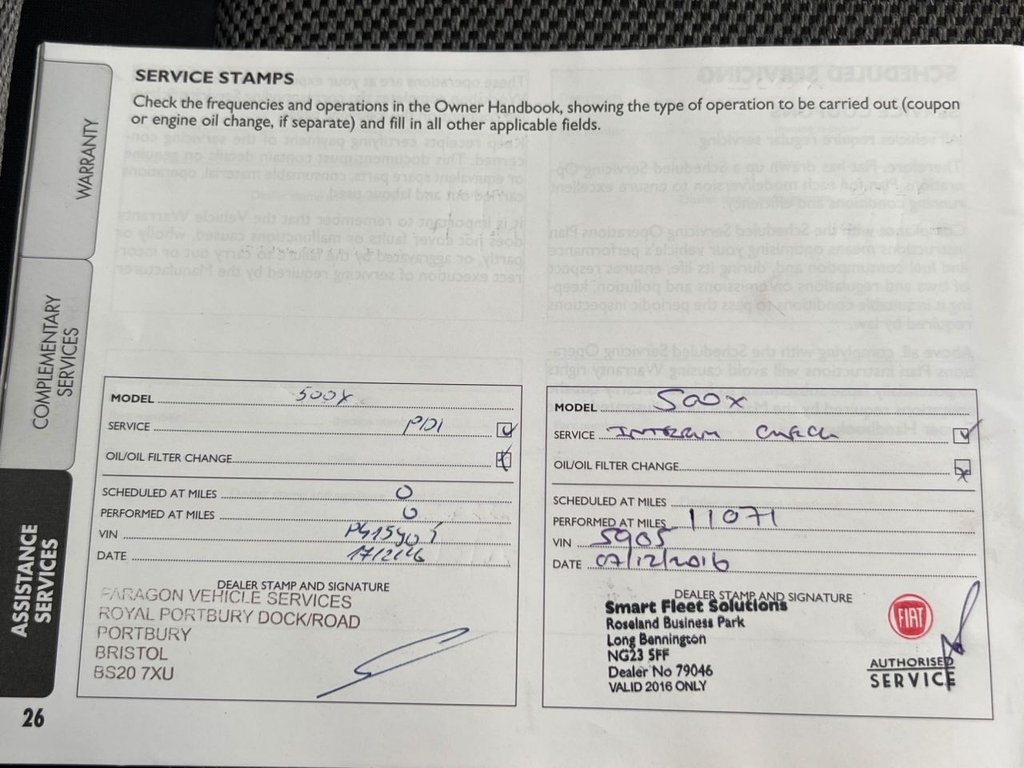 SERVICE STAMPS
Check the frequencies and operations in the Owner Handbook, showing the type of operation to be carried out (coupon
or engine oil change, if separate) and fill in all other applicable fields.
WARRANTY
COMPLEMENTARY
SERVICES
ASSISTANCE
SERVICES
MODEL 500X
SERVICE PDI
OIL/OIL FILTER CHANGE
SCHEDULED AT MILES 0
PERFORMED AT MILES 0
VIN
DATE
DEALER STAMP AND SIGNATURE
PARAGON VEHICLE SERVICES
ROYAL PORTBURY DOCK/ROAD
PORTBURY
BRISTOL
BS20 7XU
MODEL 500X
SERVICE INTERIM CHECK
OIL/OIL FILTER CHANGE
SCHEDULED AT MILES
PERFORMED AT MILES 11071
VIN 5905
DATE 07/12/2016
DEALER STAMP AND SIGNATURE
Smart Fleet Solutions
Roseland Business Park
Long Bennington
NG23 5FF
Dealer No 79046
VALID 2016 ONLY
FIAT
AUTHORISED
SERVICE
26